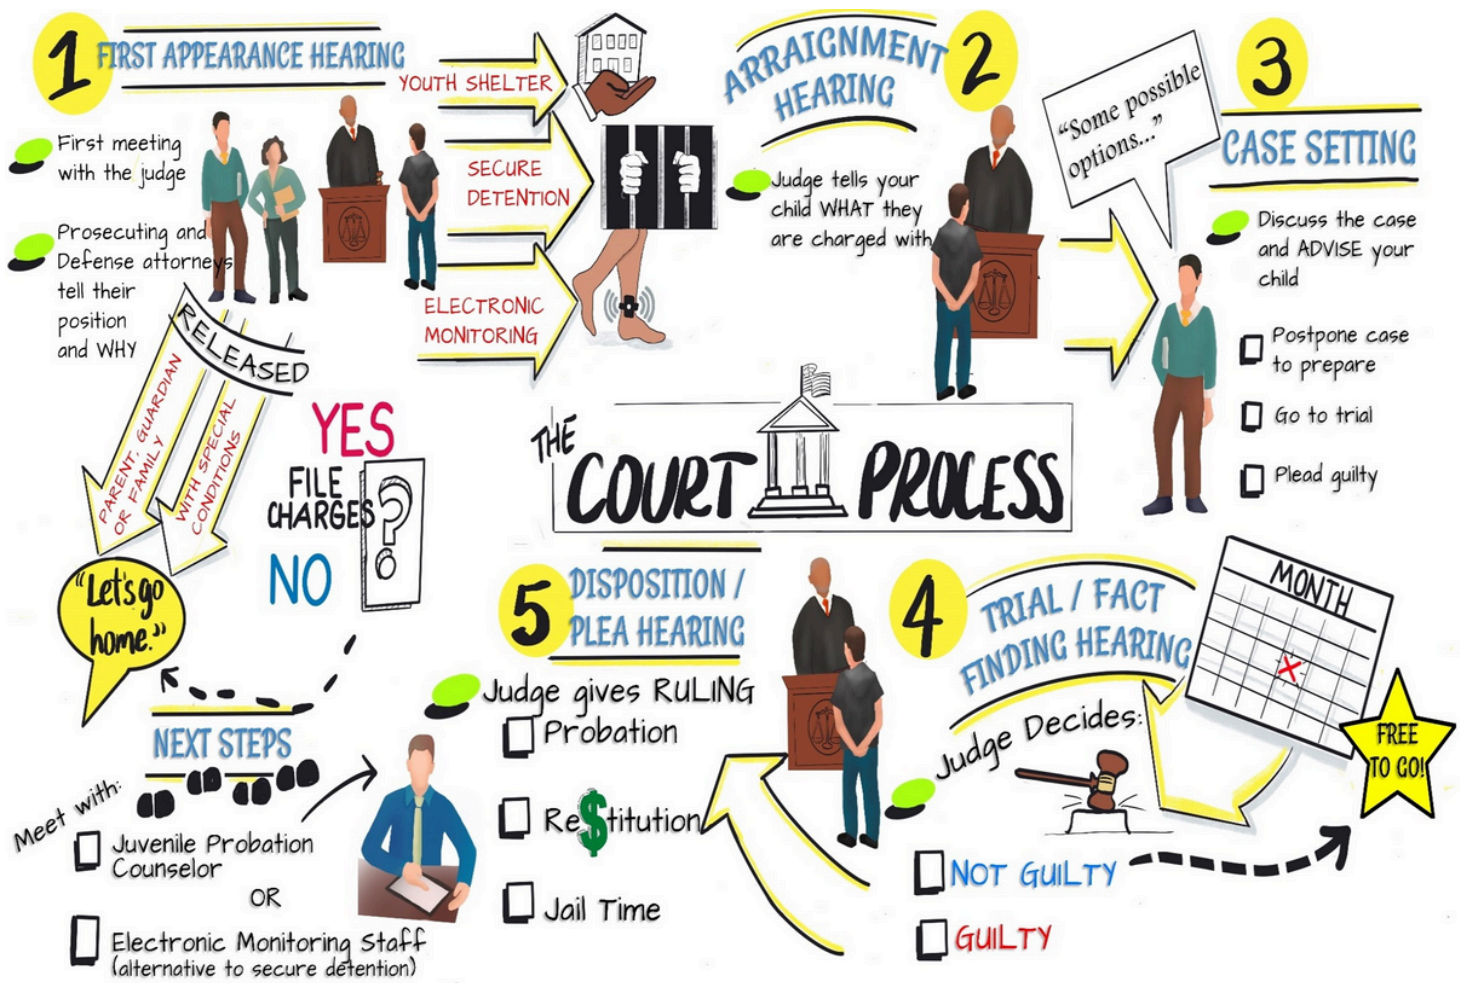 1
FIRST APPEARANCE HEARING
First meeting
with the judge
Prosecuting and
Defense attorneys
tell their
position
and WHY
YOUTH SHELTER
SECURE
DETENTION
ELECTRONIC
MONITORING
RELEASED
PARENT, GUARDIAN
OR FAMILY
WITH SPECIAL
CONDITIONS
"Let's go
home."
YES
FILE
CHARGES
?
NO
NEXT STEPS
Meet with:
Juvenile Probation
Counselor
OR
Electronic Monitoring Staff
(alternative to secure detention)
THE
COURT PROCESS
2
ARRAIGNMENT
HEARING
Judge tells your
child WHAT they
are charged with
3
CASE SETTING
"Some possible
options..."
Discuss the case
and ADVISE your
child
Postpone case
to prepare
Go to trial
Plead guilty
4
TRIAL / FACT
FINDING HEARING
MONTH
Judge Decides:
NOT GUILTY
GUILTY
FREE
TO GO!
5
DISPOSITION /
PLEA HEARING
Judge gives RULING
Probation
Re$titution
Jail Time